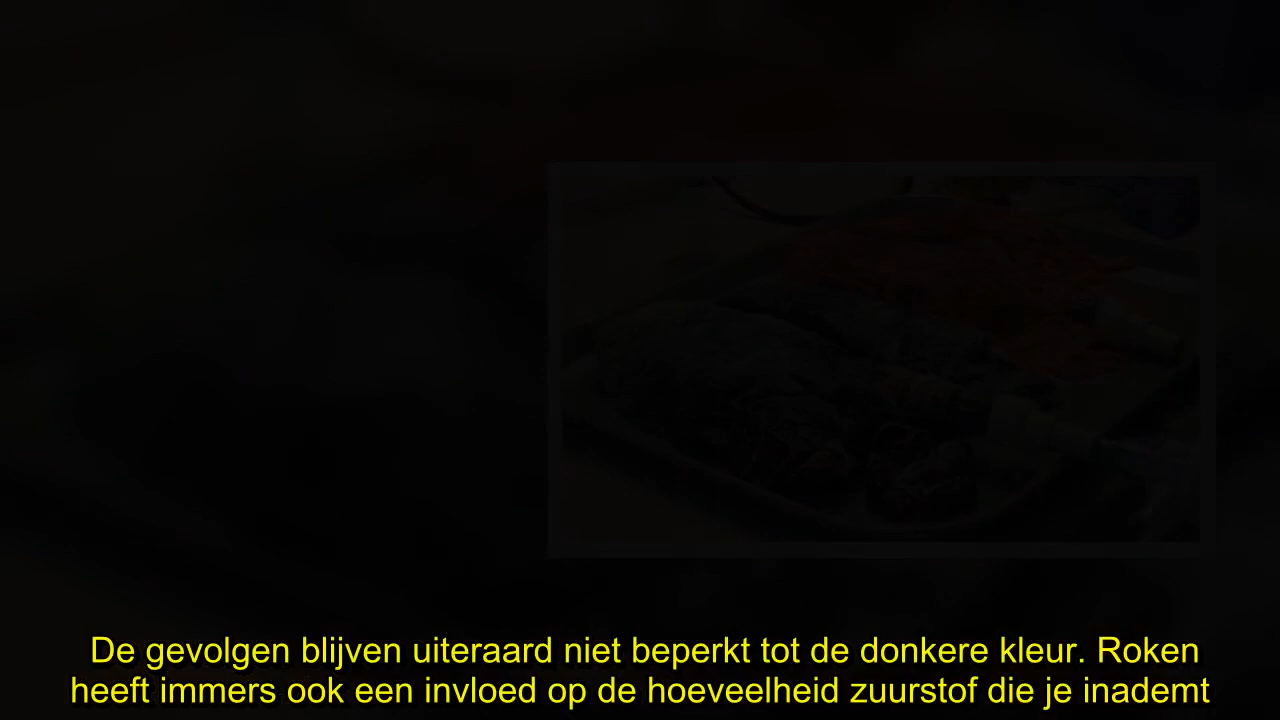 De gevolgen blijven uiteraard niet beperkt tot de donkere kleur. Roken
heeft immers ook een invloed op de hoeveelheid zuurstof die je inademt